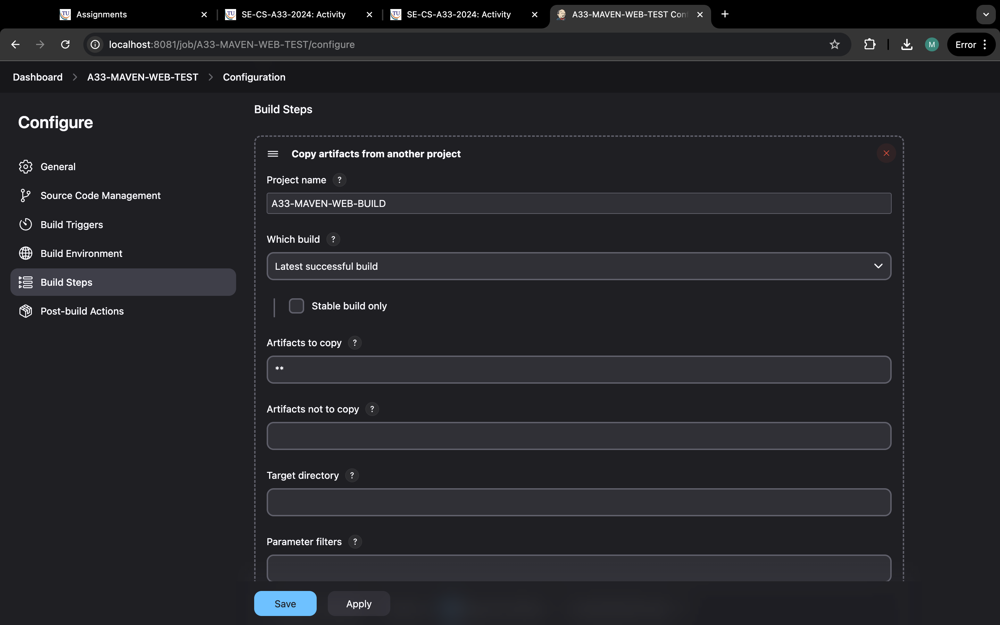 Assignments
SE-CS-A33-2024: Activity
SE-CS-A33-2024: Activity
A33-MAVEN-WEB-TEST Con
localhost:8081/job/A33-MAVEN-WEB-TEST/configure
M
Error
Dashboard > A33-MAVEN-WEB-TEST > Configuration
Configure
General
Source Code Management
Build Triggers
Build Environment
Build Steps
Post-build Actions
Build Steps
Copy artifacts from another project
Project name ?
A33-MAVEN-WEB-BUILD
Which build ?
Latest successful build
Stable build only
Artifacts to copy ?
**
Artifacts not to copy ?
Target directory ?
Parameter filters ?
Save
Apply